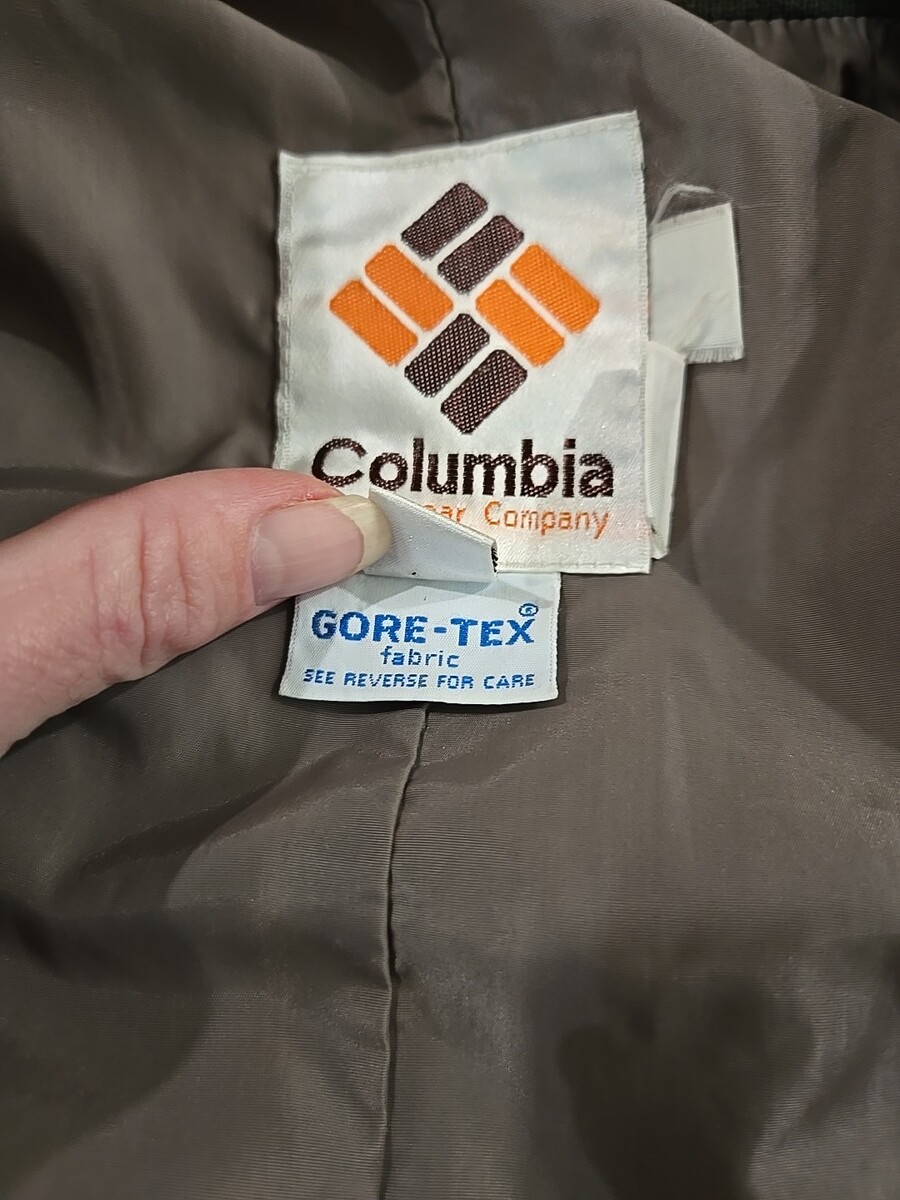 Columbia
ear Company
GORE-TEX®
fabric
SEE REVERSE FOR CARE